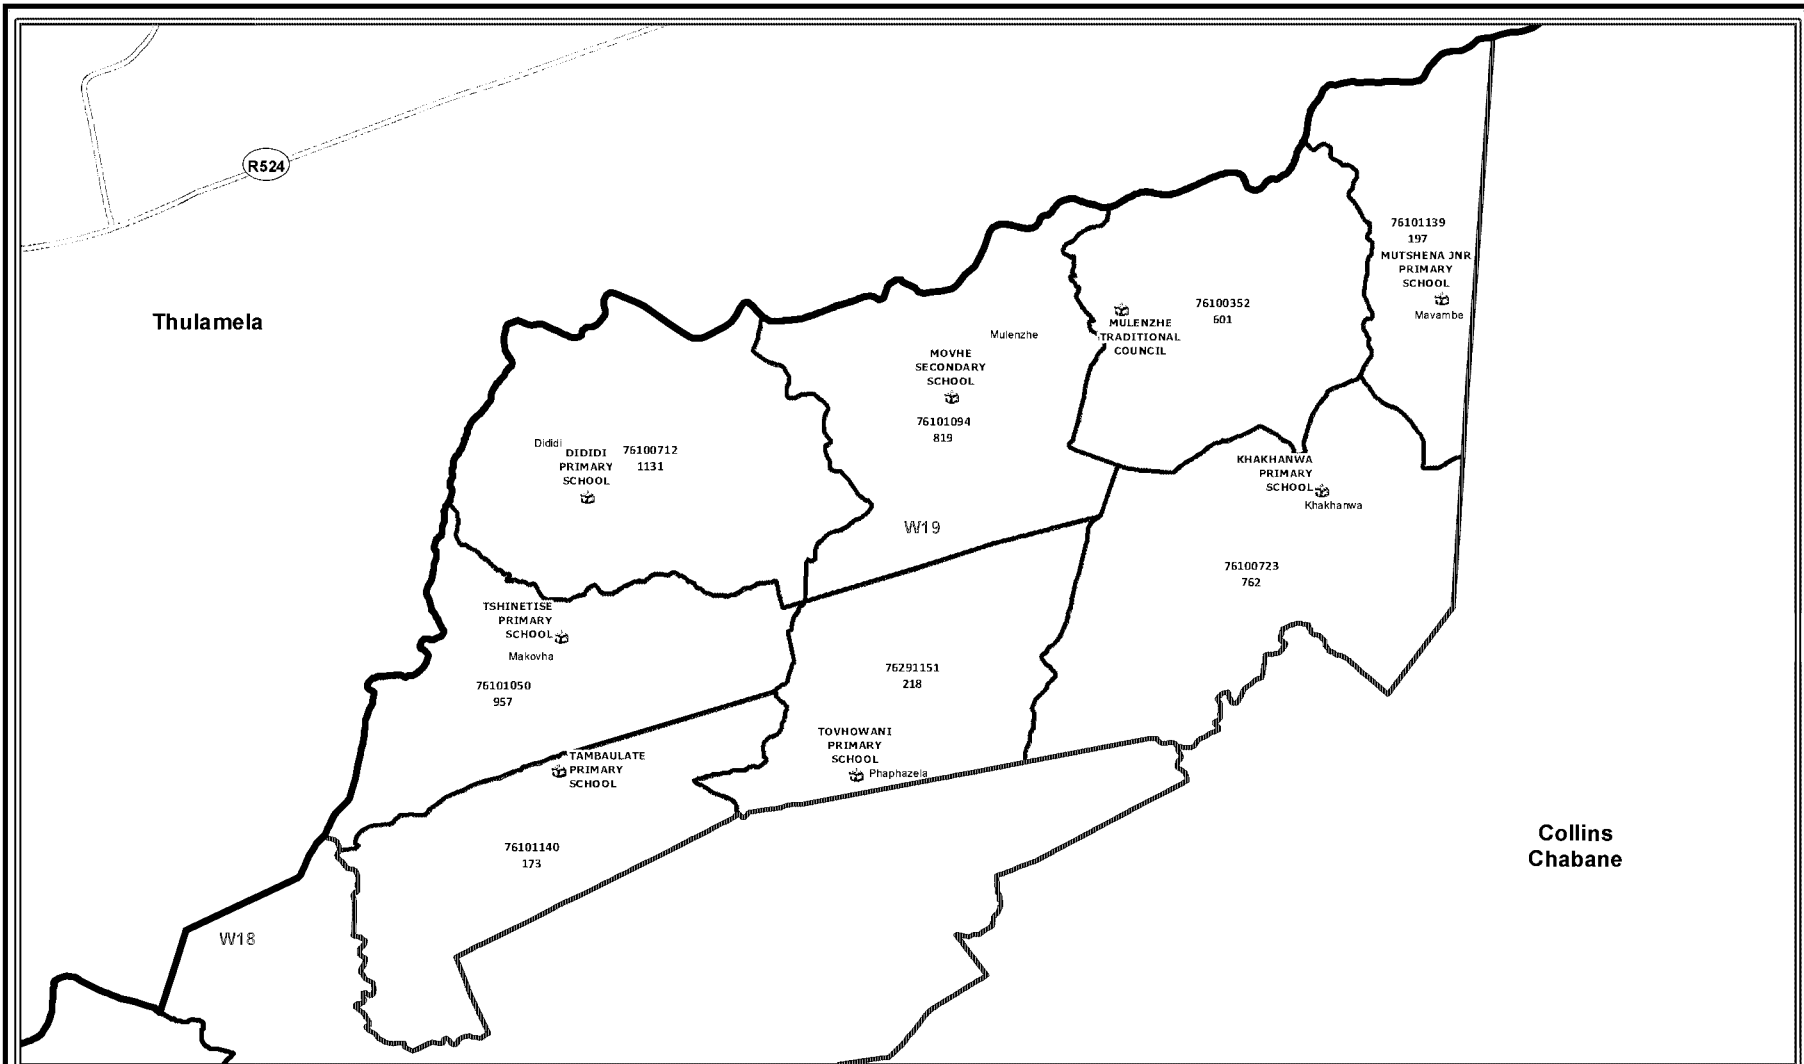 R524
76101139
197
MUTSHENA JNR
PRIMARY
SCHOOL
Mavambe
Thulamela
76100352
601
MULENZHE
TRADITIONAL
COUNCIL
Mulenzhe
MOVHE
SECONDARY
SCHOOL
76101094
819
Dididi
DIDIDI
PRIMARY
SCHOOL
76100712
1131
KHAKHANWA
PRIMARY
SCHOOL
Khakhanwa
W19
76100723
762
TSHINETISE
PRIMARY
SCHOOL
Makovha
76101050
957
76291151
218
TOVHOWANI
PRIMARY
SCHOOL
Phaphazela
TAMBAULATE
PRIMARY
SCHOOL
76101140
173
Collins
Chabane
W18